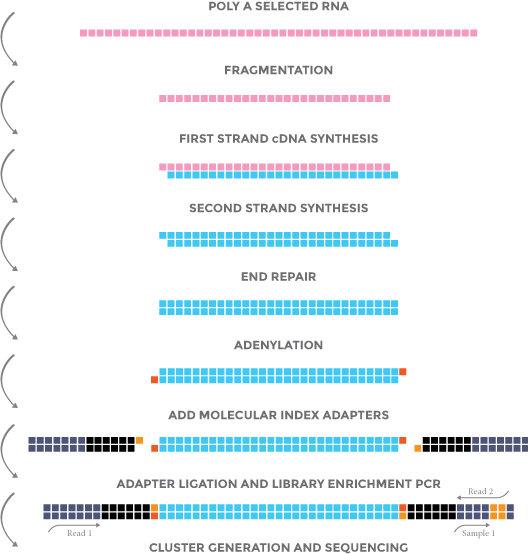 POLY A SELECTED RNA
FRAGMENTATION
FIRST STRAND cDNA SYNTHESIS
SECOND STRAND SYNTHESIS
END REPAIR
ADENYLATION
ADD MOLECULAR INDEX ADAPTERS
ADAPTER LIGATION AND LIBRARY ENRICHMENT PCR
Read 2
Read 1
Sample 1
CLUSTER GENERATION AND SEQUENCING